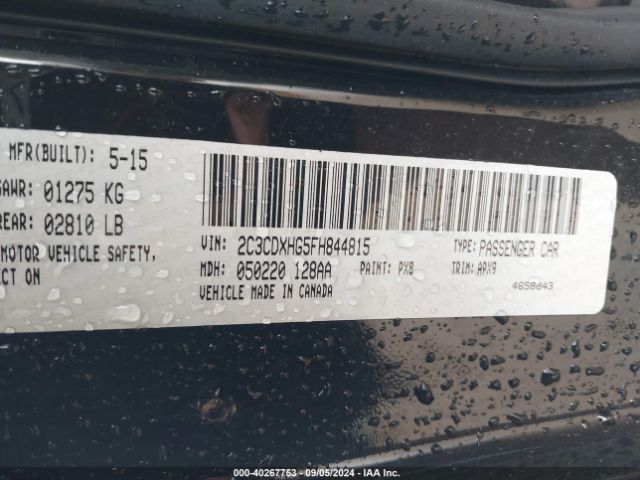 MFR(BUILT): 5-15
GAWR: 01275 KG
REAR: 02810 LB
MOTOR VEHICLE SAFETY,
ECT ON
VIN: 2C3CDXHG5FH844815 TYPE: PASSENGER CAR
MDH: 050220 128AA PAINT: PX8 TRIM: APX9
VEHICLE MADE IN CANADA
4658843
000-40267753 - 09/05/2024 - IAA Inc.